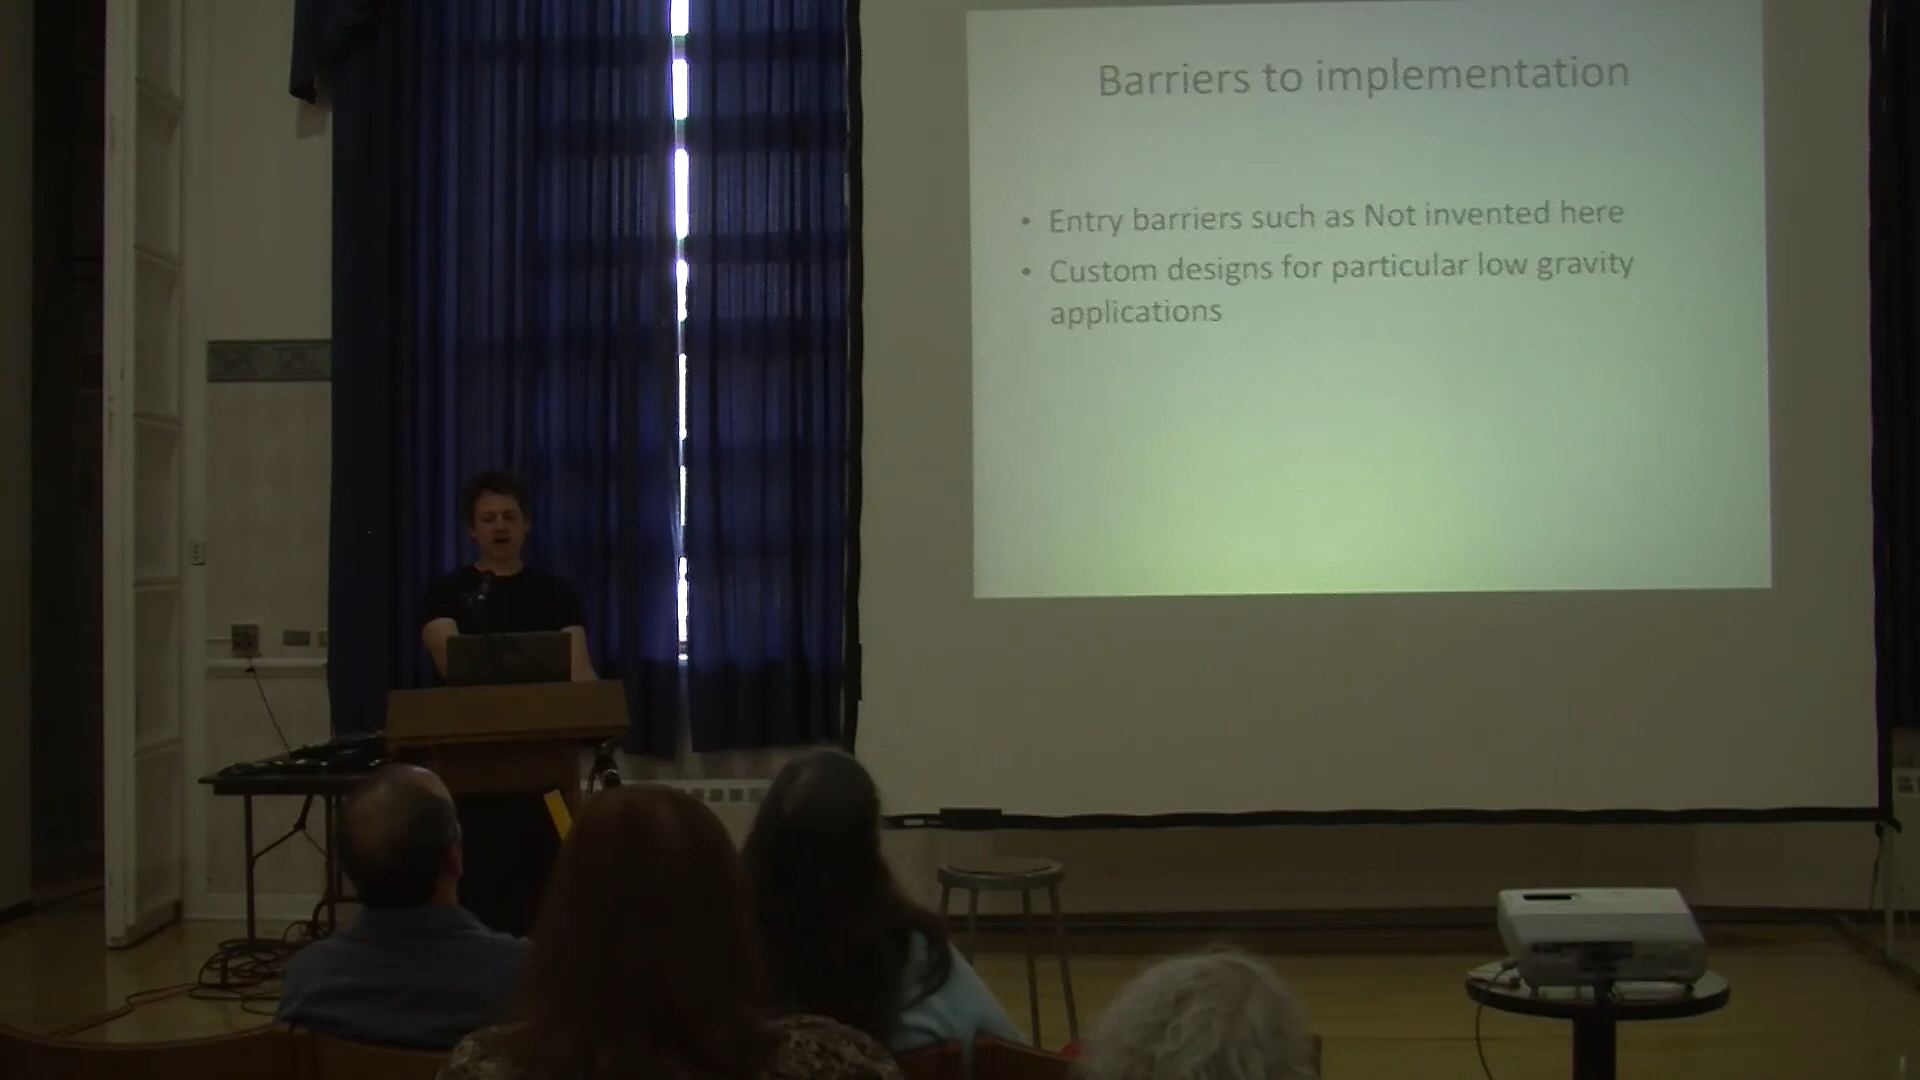 Barriers to implementation
• Entry barriers such as Not invented here
• Custom designs for particular low gravity
applications